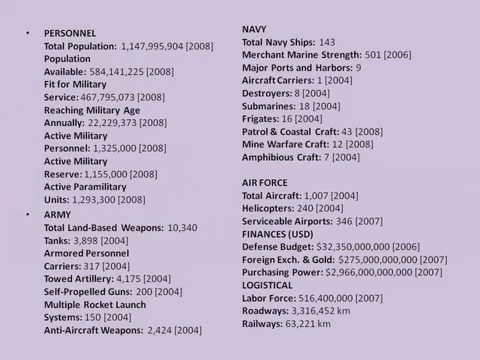 • PERSONNEL
Total Population: 1,147,995,904 [2008]
Population
Available: 584,141,225 [2008]
Fit for Military
Service: 467,795,073 [2008]
Reaching Military Age
Annually: 22,229,373 [2008]
Active Military
Personnel: 1,325,000 [2008]
Active Military
Reserve: 1,155,000 [2008]
Active Paramilitary
Units: 1,293,300 [2008]
• ARMY
Total Land-Based Weapons: 10,340
Tanks: 3,898 [2004]
Armored Personnel
Carriers: 317 [2004]
Towed Artillery: 4,175 [2004]
Self-Propelled Guns: 200 [2004]
Multiple Rocket Launch
Systems: 150 [2004]
Anti-Aircraft Weapons: 2,424 [2004]
NAVY
Total Navy Ships: 143
Merchant Marine Strength: 501 [2006]
Major Ports and Harbors: 9
Aircraft Carriers: 1 [2004]
Destroyers: 8 [2004]
Submarines: 18 [2004]
Frigates: 16 [2004]
Patrol & Coastal Craft: 43 [2008]
Mine Warfare Craft: 12 [2008]
Amphibious Craft: 7 [2004]
AIR FORCE
Total Aircraft: 1,007 [2004]
Helicopters: 240 [2004]
Serviceable Airports: 346 [2007]
FINANCES (USD)
Defense Budget: $32,350,000,000 [2006]
Foreign Exch. & Gold: $275,000,000,000 [2007]
Purchasing Power: $2,966,000,000,000 [2007]
LOGISTICAL
Labor Force: 516,400,000 [2007]
Roadways: 3,316,452 km
Railways: 63,221 km